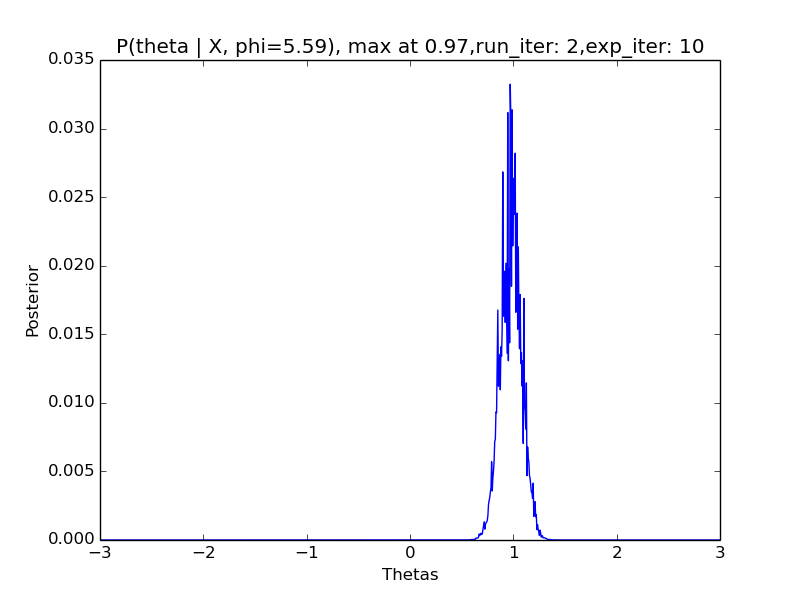 P(theta | X, phi=5.59), max at 0.97,run_iter: 2,exp_iter: 10
0.035
0.030
0.025
0.020
0.015
0.010
0.005
0.000
Posterior
−3 −2 −1 0 1 2 3
Thetas